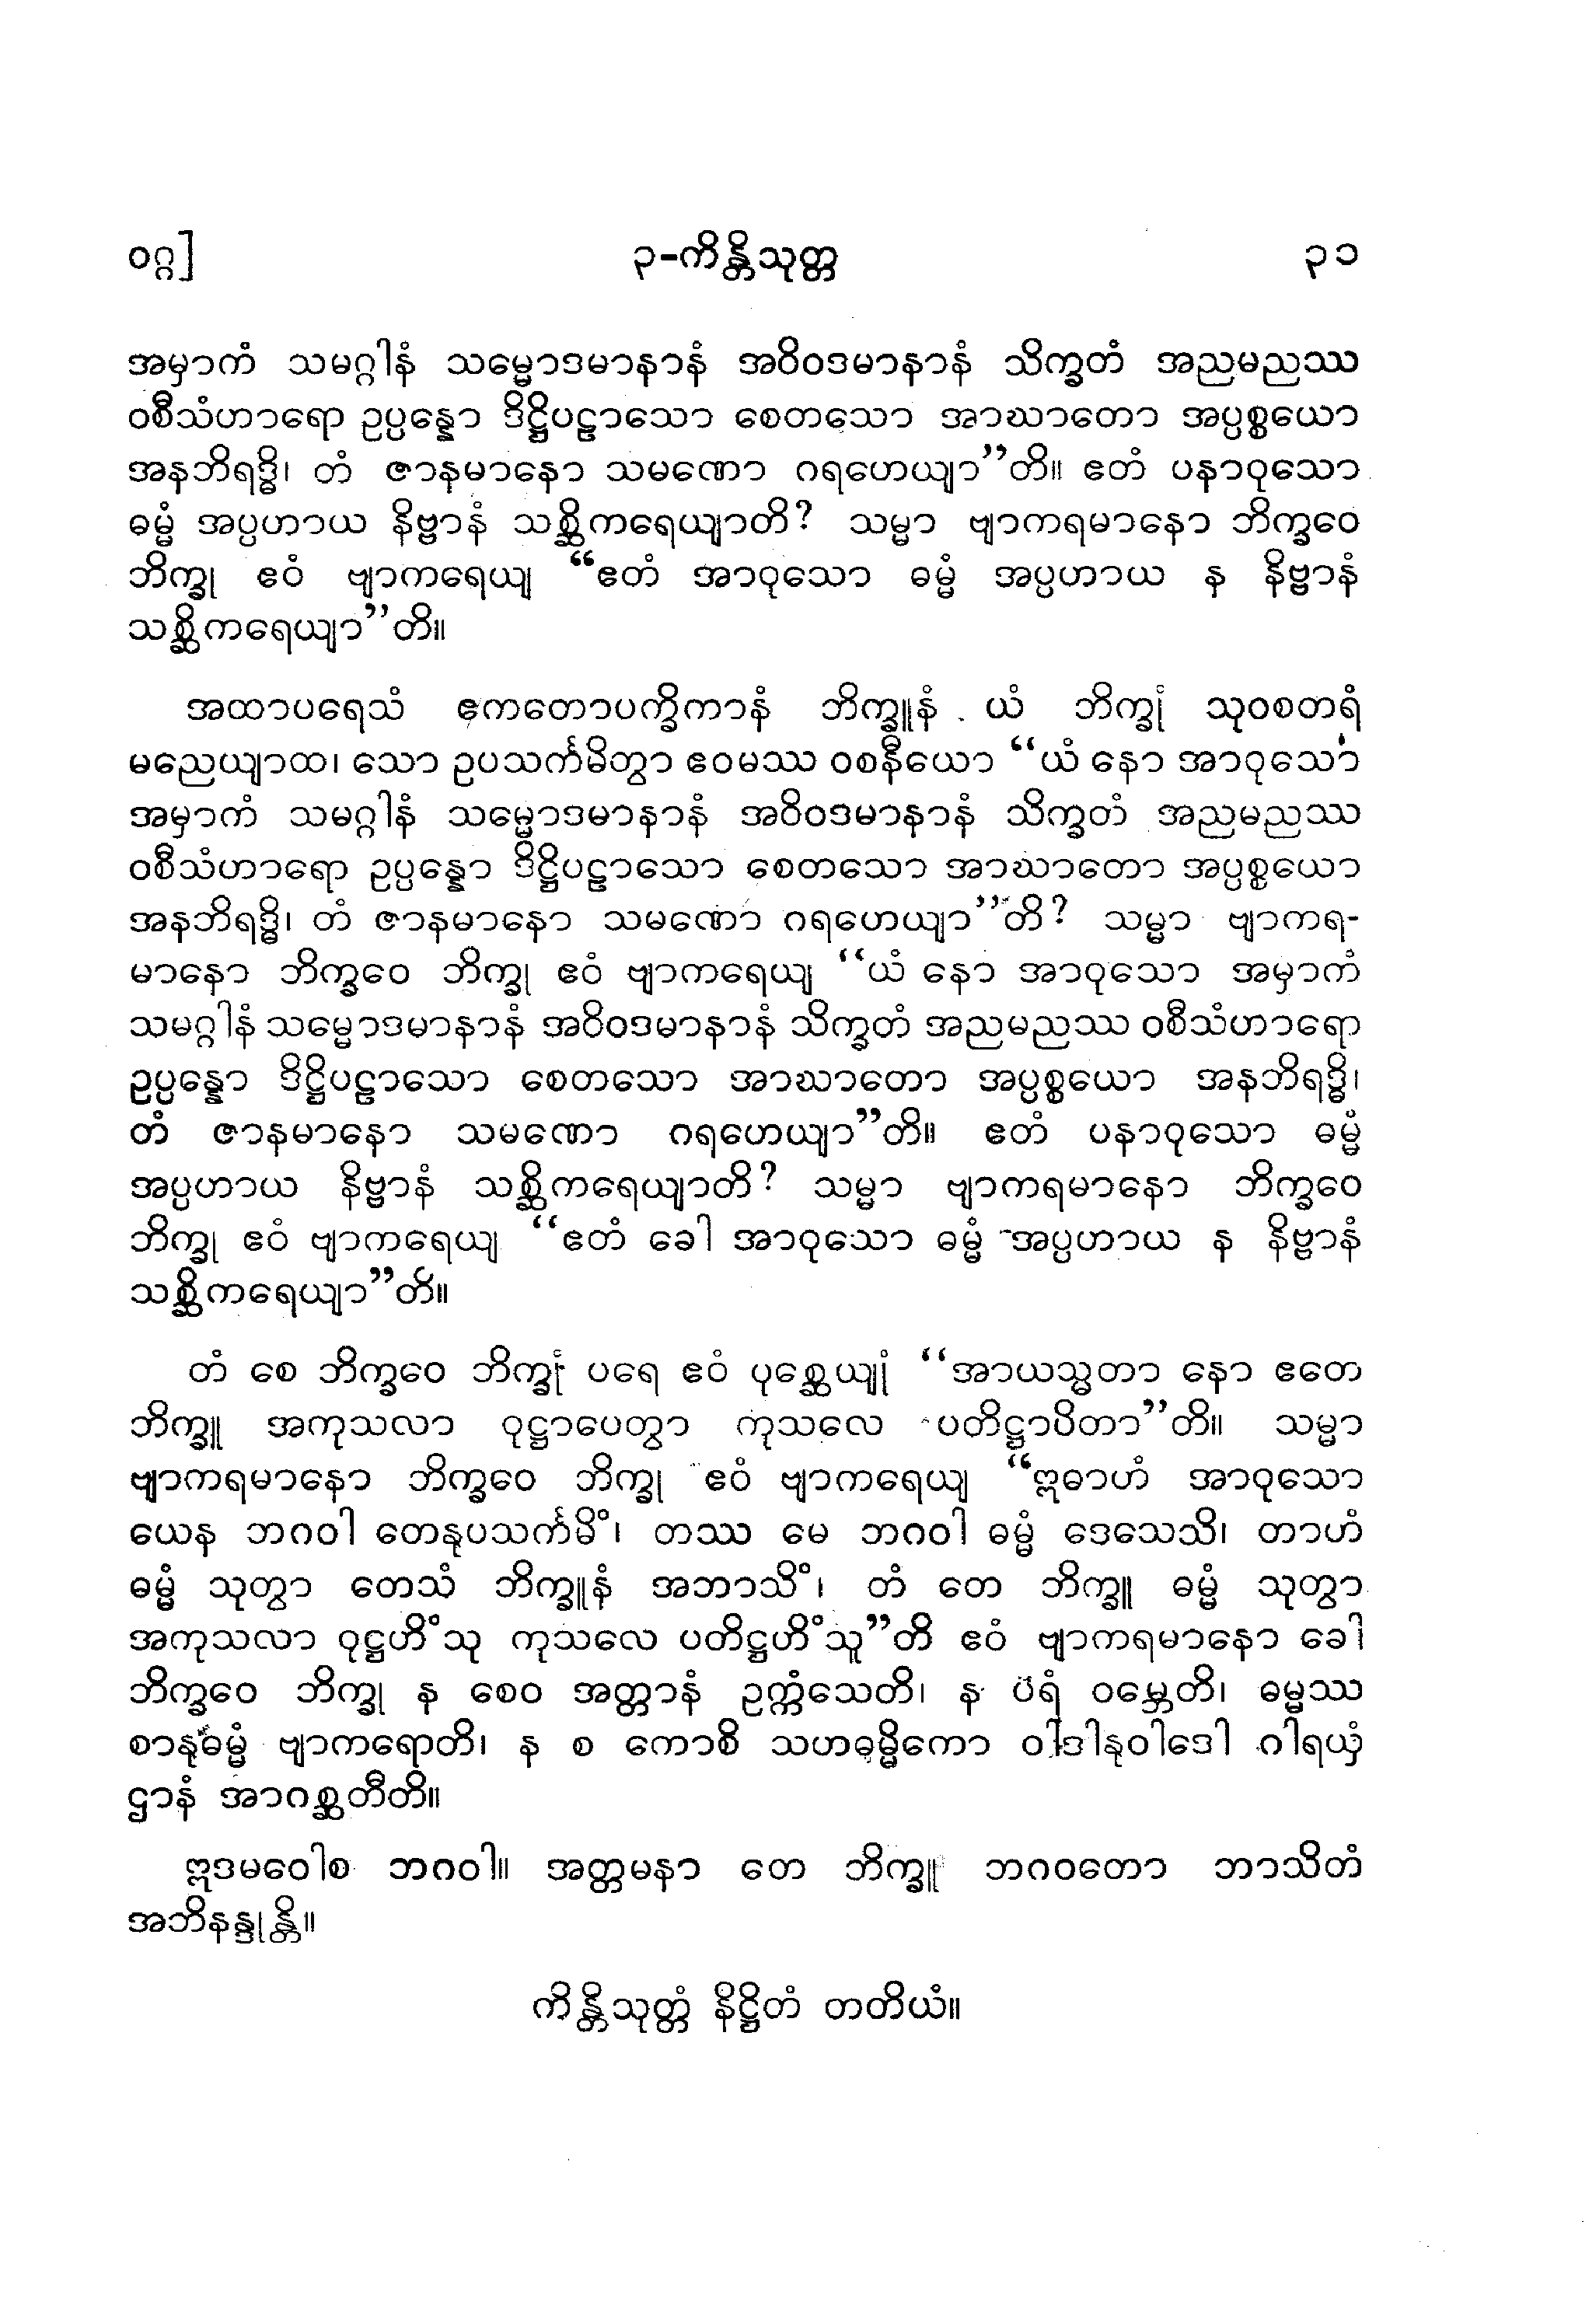 ဝဂ္ဂ] ၃-ကိန္တိသုတ္တ ၃၁
အမှာကံ သမဂ္ဂါနံ သမ္မောဒမာနာနံ အဝိဝဒမာနာနံ သိက္ခတံ အညမညဿ
ဝစီသံဟာရော ဥပ္ပန္နော ဒိဋ္ဌိပဠာသော စေတသော အာဃာတော အပ္ပစ္စယော
အနဘိရဒ္ဓိ၊ တံ ဇာနမာနော သမဏော ဂရဟေယျာ”တိ။ ဧတံ ပနာဝုသော
ဓမ္မံ အပ္ပဟာယ နိဗ္ဗာနံ သစ္ဆိကရေယျာတိ? သမ္မာ ဗျာကရမာနော ဘိက္ခဝေ
ဘိက္ခု ဧဝံ ဗျာကရေယျ “ဧတံ အာဝုသော ဓမ္မံ အပ္ပဟာယ န နိဗ္ဗာနံ
သစ္ဆိကရေယျာ”တိ။
အထာပရေသံ ဧကတောပက္ခိကာနံ ဘိက္ခူနံ ယံ ဘိက္ခုံ သုဝစတရံ
မညေယျာထ၊ သော ဥပသင်္ကမိတွာ ဧဝမဿ ဝစနီယော “ယံ နော အာဝုသော
အမှာကံ သမဂ္ဂါနံ သမ္မောဒမာနာနံ အဝိဝဒမာနာနံ သိက္ခတံ အညမညဿ
ဝစီသံဟာရော ဥပ္ပန္နော ဒိဋ္ဌိပဠာသော စေတသော အာဃာတော အပ္ပစ္စယော
အနဘိရဒ္ဓိ၊ တံ ဇာနမာနော သမဏော ဂရဟေယျာ”တိ? သမ္မာ ဗျာကရ-
မာနော ဘိက္ခဝေ ဘိက္ခု ဧဝံ ဗျာကရေယျ “ယံ နော အာဝုသော အမှာကံ
သမဂ္ဂါနံ သမ္မောဒမာနာနံ အဝိဝဒမာနာနံ သိက္ခတံ အညမညဿ ဝစီသံဟာရော
ဥပ္ပန္နော ဒိဋ္ဌိပဠာသော စေတသော အာဃာတော အပ္ပစ္စယော အနဘိရဒ္ဓိ၊
တံ ဇာနမာနော သမဏော ဂရဟေယျာ”တိ။ ဧတံ ပနာဝုသော ဓမ္မံ
အပ္ပဟာယ နိဗ္ဗာနံ သစ္ဆိကရေယျာတိ? သမ္မာ ဗျာကရမာနော ဘိက္ခဝေ
ဘိက္ခု ဧဝံ ဗျာကရေယျ “ဧတံ ခေါ အာဝုသော ဓမ္မံ အပ္ပဟာယ န နိဗ္ဗာနံ
သစ္ဆိကရေယျာ”တိ။
တံ စေ ဘိက္ခဝေ ဘိက္ခုံ ပရေ ဧဝံ ပုစ္ဆေယျုံ “အာယသ္မတာ နော ဧတေ
ဘိက္ခူ အကုသလာ ဝုဋ္ဌာပေတွာ ကုသလေ ပတိဋ္ဌာပိတာ”တိ။ သမ္မာ
ဗျာကရမာနော ဘိက္ခဝေ ဘိက္ခု ဧဝံ ဗျာကရေယျ “ဣဓာဟံ အာဝုသော
ယေန ဘဂဝါ တေနုပသင်္ကမိံ၊ တဿ မေ ဘဂဝါ ဓမ္မံ ဒေသေသိ၊ တာဟံ
ဓမ္မံ သုတွာ တေသံ ဘိက္ခူနံ အဘာသိံ၊ တံ တေ ဘိက္ခူ ဓမ္မံ သုတွာ
အကုသလာ ဝုဋ္ဌဟိံသု ကုသလေ ပတိဋ္ဌဟိံသူ”တိ ဧဝံ ဗျာကရမာနော ခေါ
ဘိက္ခဝေ ဘိက္ခု န စေဝ အတ္တာနံ ဥက္ကံသေတိ၊ န ပရံ ဝမ္ဘေတိ၊ ဓမ္မဿ
စာနုဓမ္မံ ဗျာကရောတိ၊ န စ ကောစိ သဟဓမ္မိကော ဝါဒါနုဝါဒေါ ဂါရယှံ
ဌာနံ အာဂစ္ဆတီတိ။
ဣဒမဝေါစ ဘဂဝါ။ အတ္တမနာ တေ ဘိက္ခူ ဘဂဝတော ဘာသိတံ
အဘိနန္ဒုန္တိ။
ကိန္တိသုတ္တံ နိဋ္ဌိတံ တတိယံ။